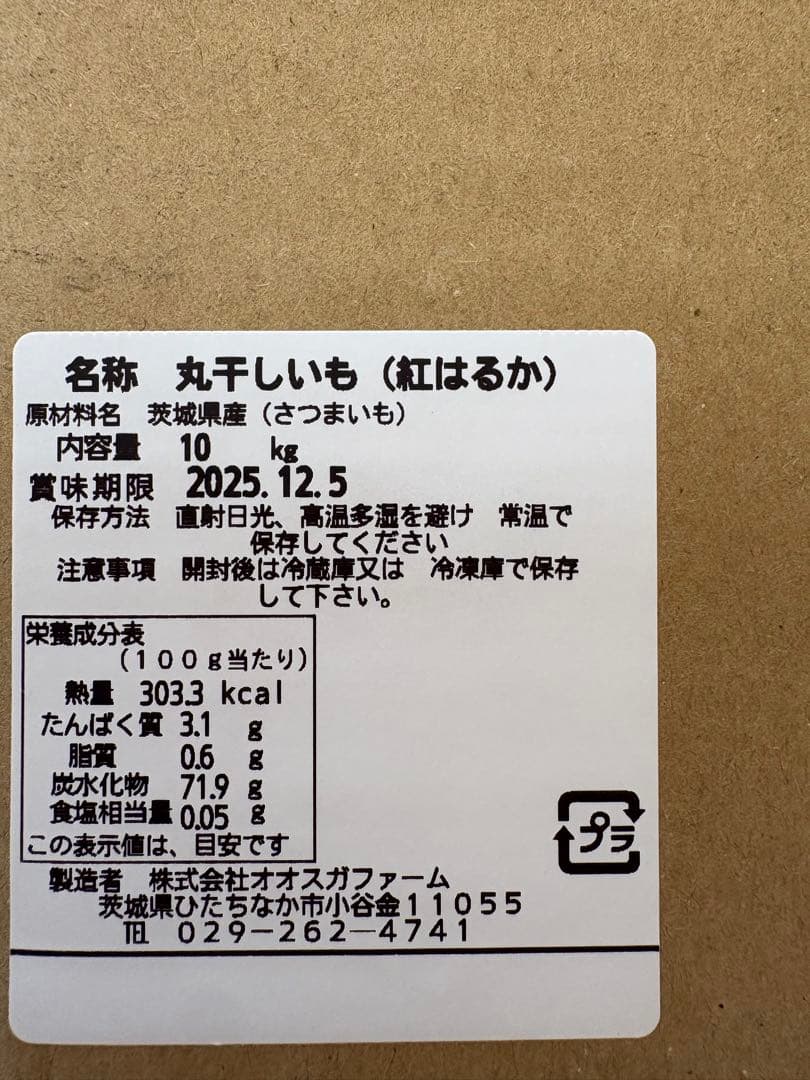 名称 丸干しいも（紅はるか）
原材料名 茨城県産（さつまいも）
内容量 10 kg
賞味期限 2025.12.5
保存方法 直射日光、高温多湿を避け 常温で
保存してください
注意事項 開封後は冷蔵庫又は 冷凍庫で保存
して下さい。
栄養成分表
（１００ｇ当たり）
熱量 303.3 kcal
たんぱく質 3.1 g
脂質 0.6 g
炭水化物 71.9 g
食塩相当量 0.05 g
この表示値は、目安です
プラ
製造者 株式会社オオスガファーム
茨城県ひたちなか市小谷金１１０５５
℡ ０２９－２６２－４７４１